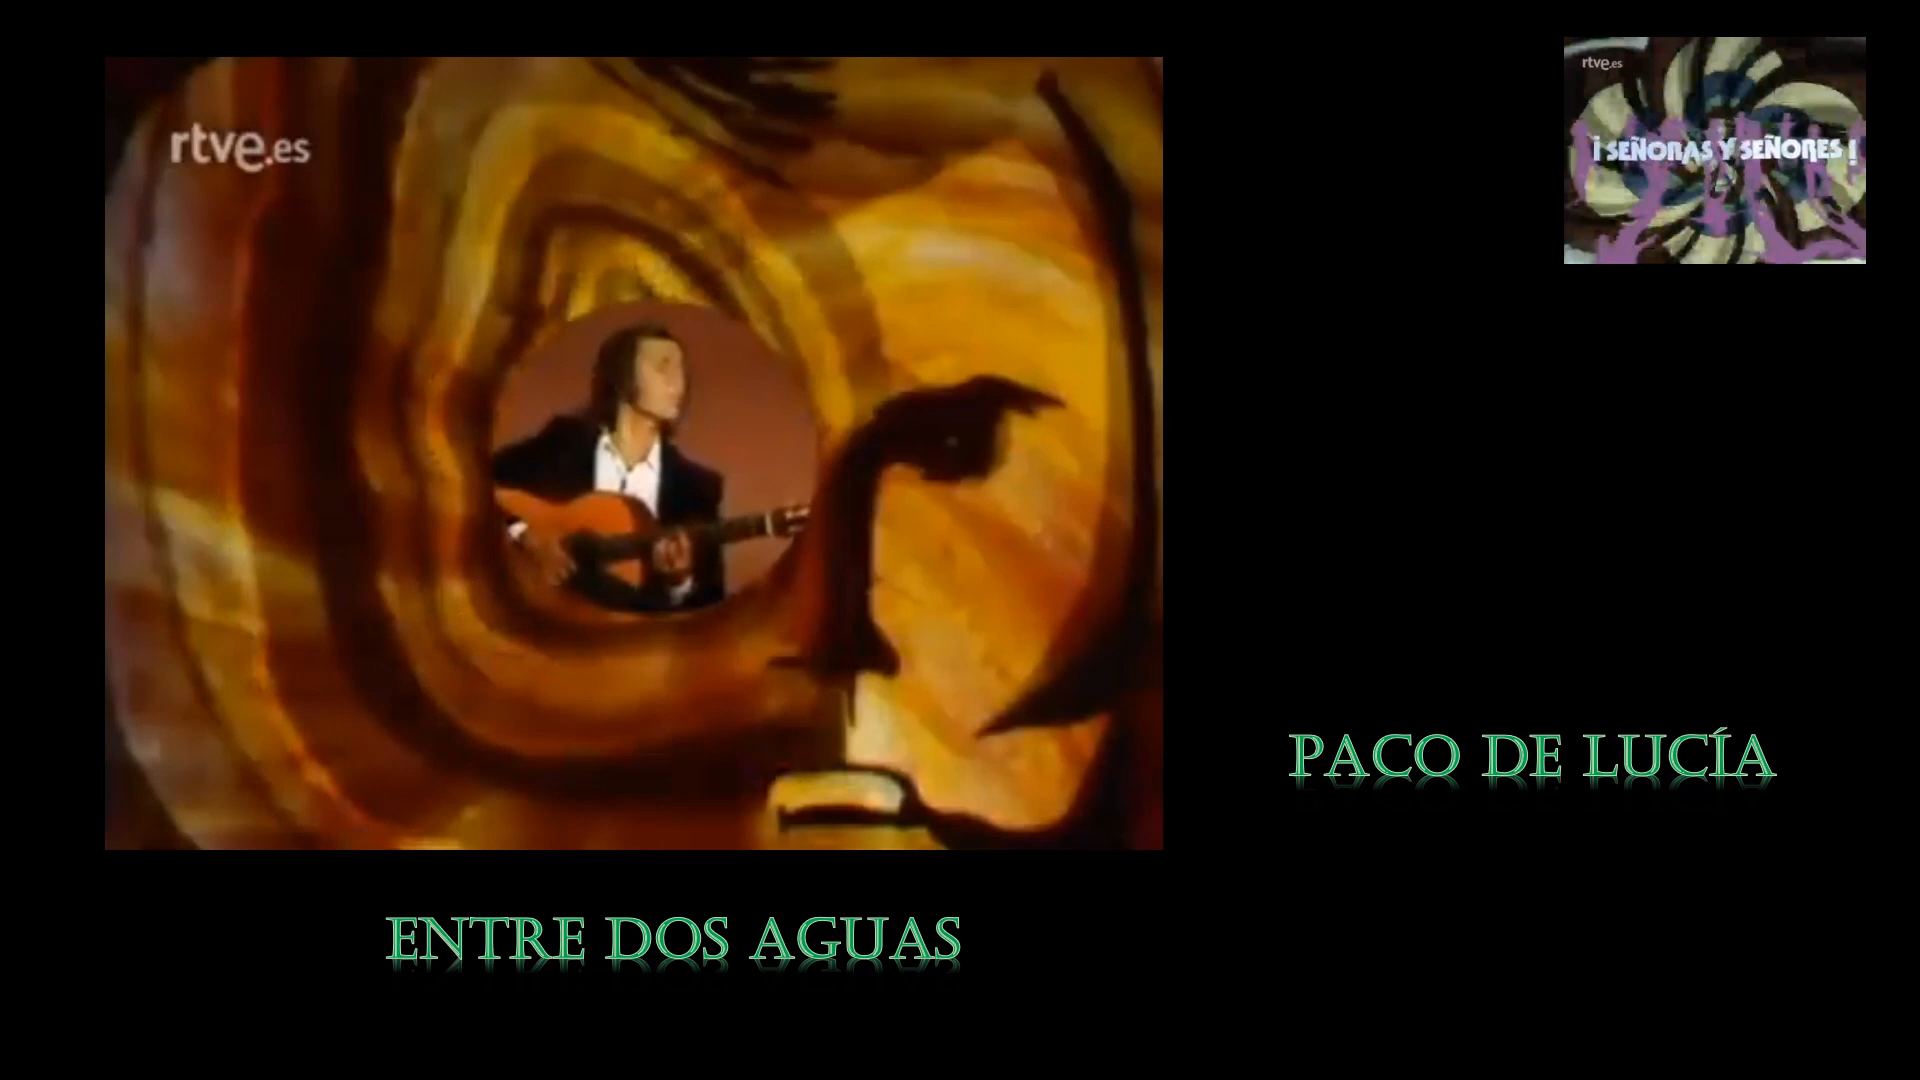 rtve.es
rtve.es
¡SEÑORAS Y SEÑORES!
PACO DE LUCÍA
ENTRE DOS AGUAS